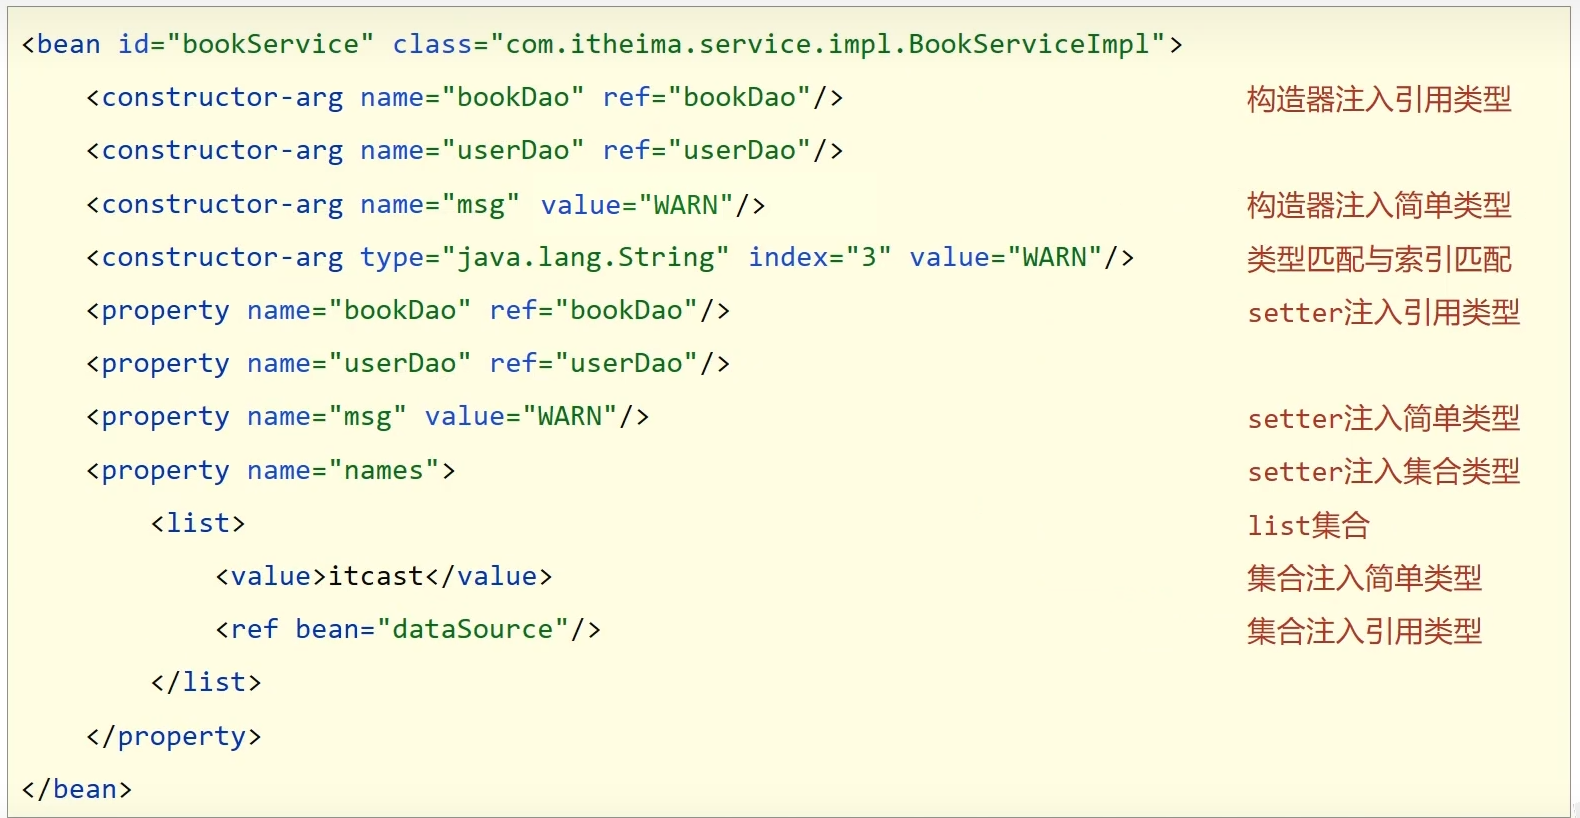 <bean id="bookService" class="com.itheima.service.impl.BookServiceImpl">
<constructor-arg name="bookDao" ref="bookDao"/> 构造器注入引用类型
<constructor-arg name="userDao" ref="userDao"/>
<constructor-arg name="msg" value="WARN"/> 构造器注入简单类型
<constructor-arg type="java.lang.String" index="3" value="WARN"/> 类型匹配与索引匹配
<property name="bookDao" ref="bookDao"/> setter注入引用类型
<property name="userDao" ref="userDao"/>
<property name="msg" value="WARN"/> setter注入简单类型
<property name="names"> setter注入集合类型
<list> list集合
<value>itcast</value> 集合注入简单类型
<ref bean="dataSource"/> 集合注入引用类型
</list>
</property>
</bean>